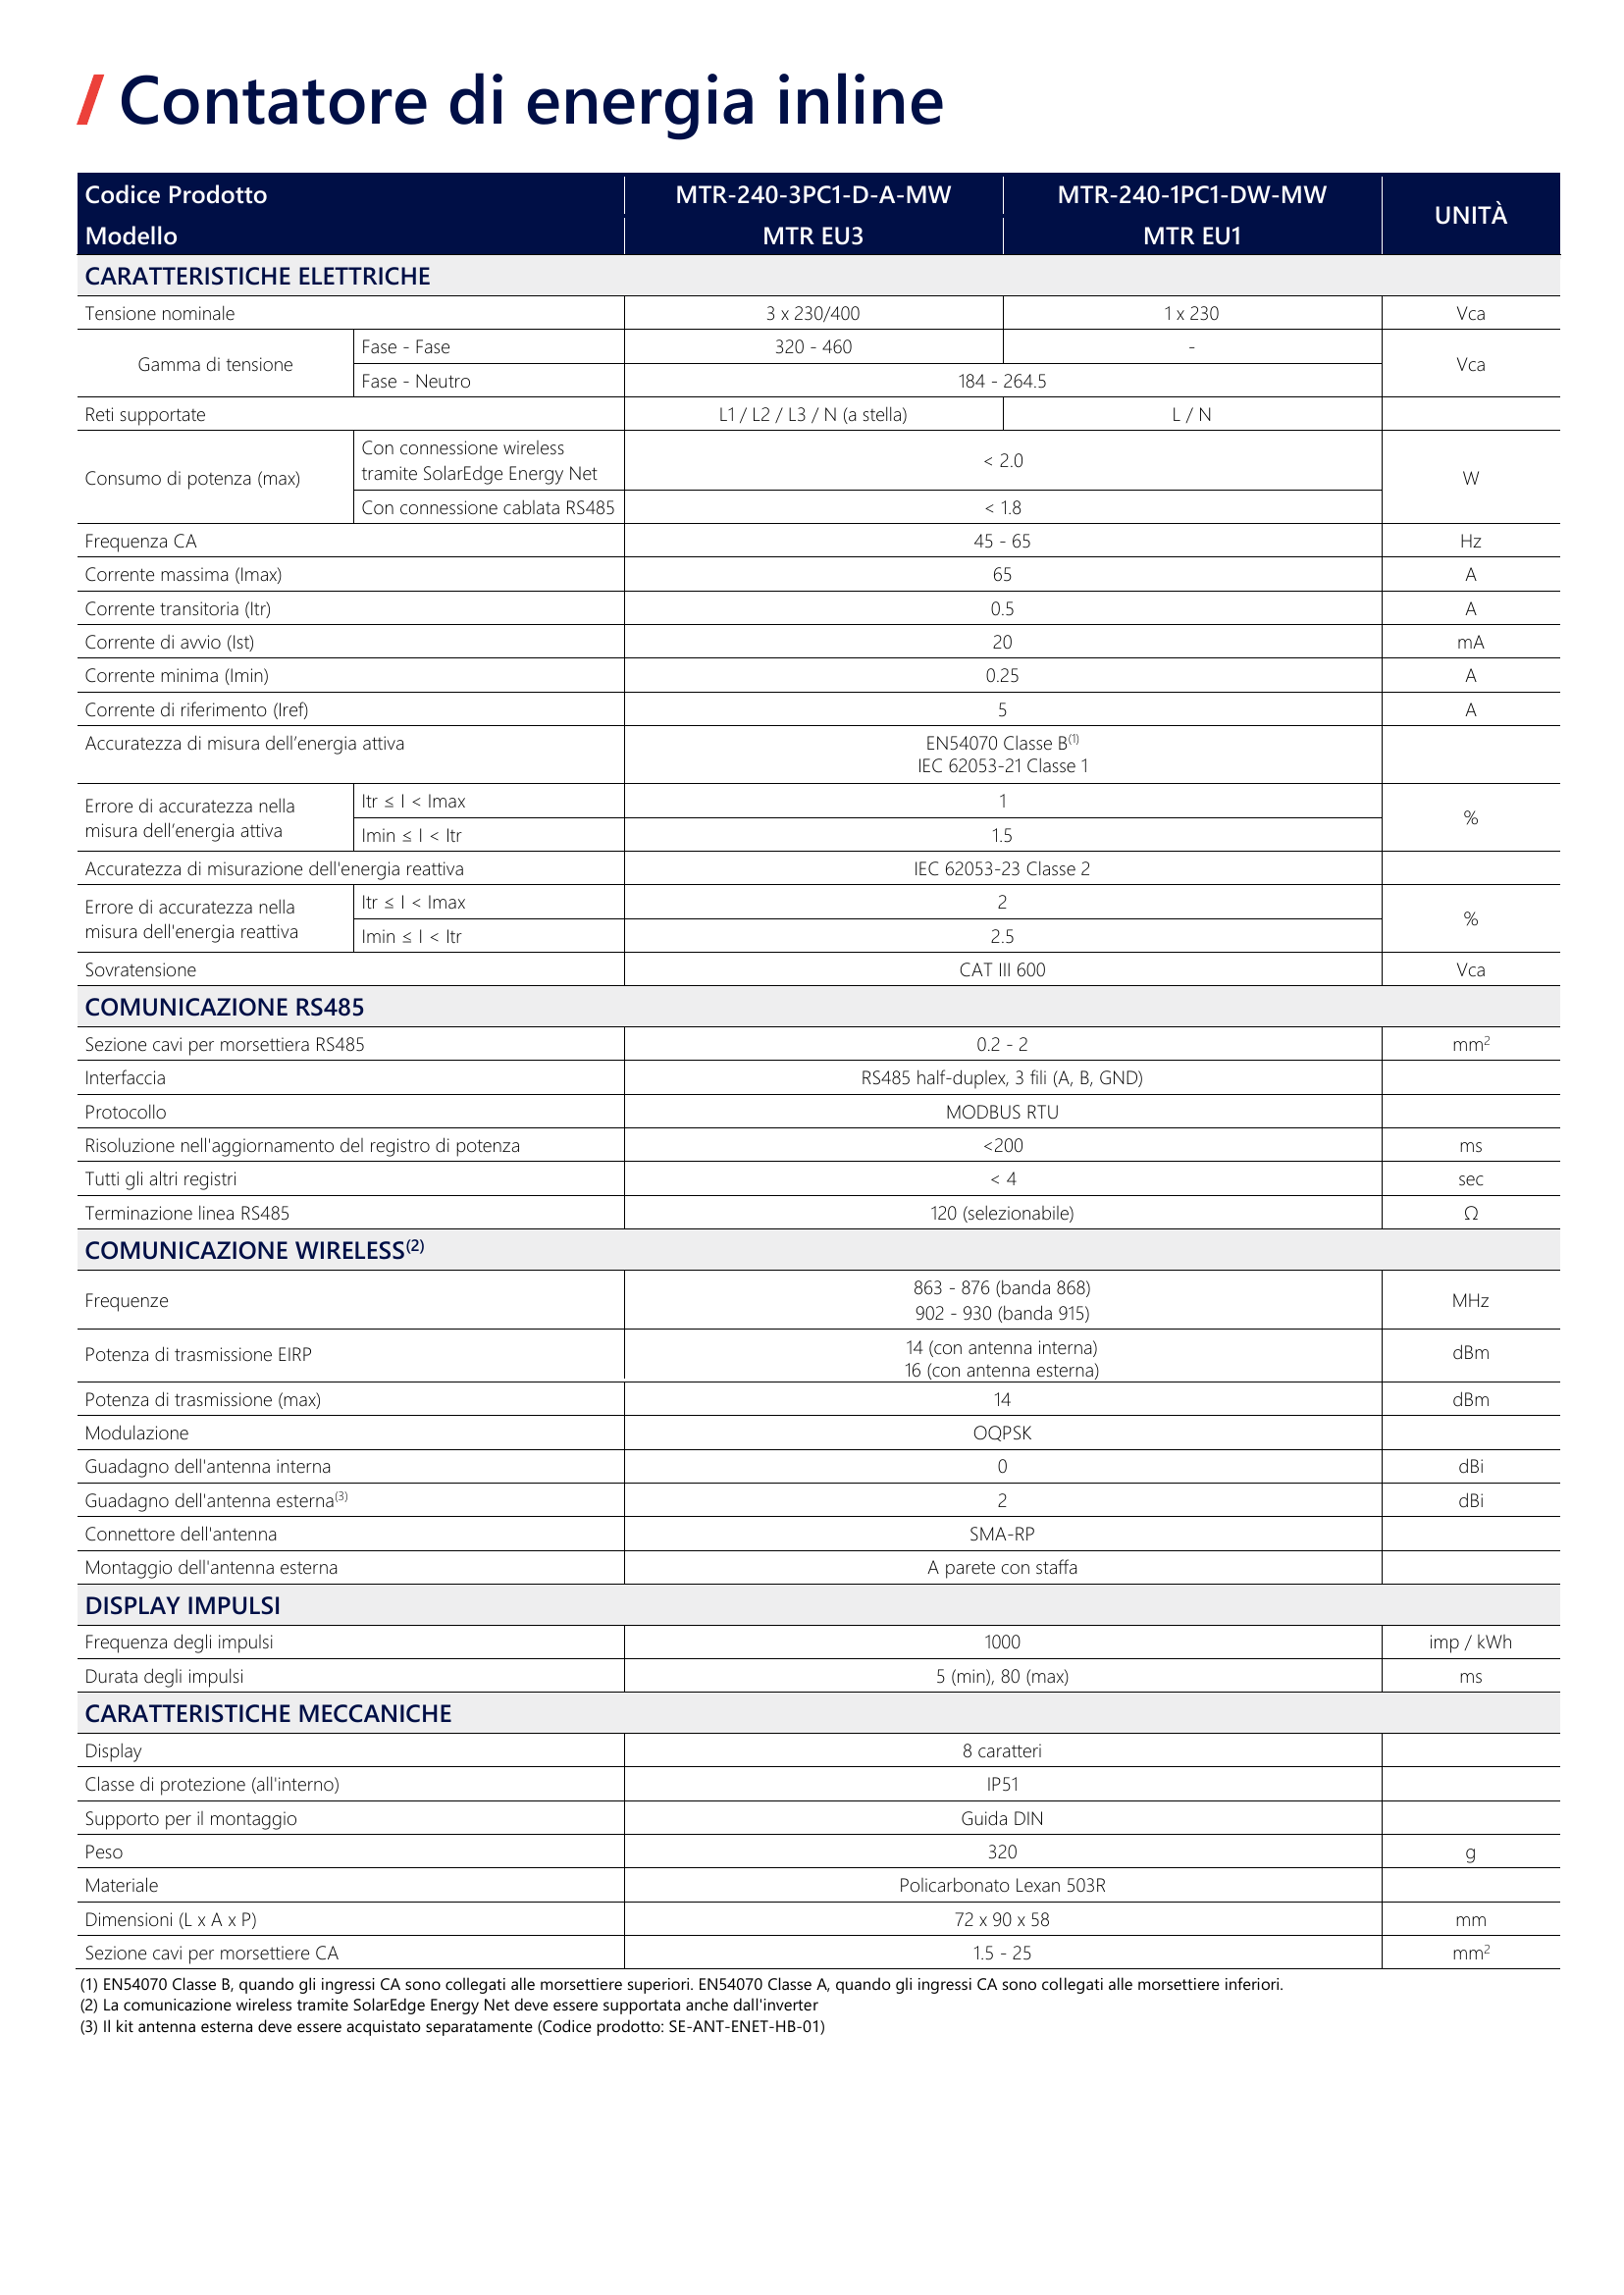 / Contatore di energia inline
Codice Prodotto MTR-240-3PC1-D-A-MW MTR-240-1PC1-DW-MW UNITÀ
Modello MTR EU3 MTR EU1
CARATTERISTICHE ELETTRICHE
Tensione nominale 3 x 230/400 1 x 230 Vca
Gamma di tensione Fase - Fase 320 - 460 - Vca
Fase - Neutro 184 - 264.5
Reti supportate L1 / L2 / L3 / N (a stella) L / N
Consumo di potenza (max) Con connessione wireless
tramite SolarEdge Energy Net < 2.0 W
Con connessione cablata RS485 < 1.8
Frequenza CA 45 - 65 Hz
Corrente massima (Imax) 65 A
Corrente transitoria (Itr) 0.5 A
Corrente di avvio (Ist) 20 mA
Corrente minima (Imin) 0.25 A
Corrente di riferimento (Iref) 5 A
Accuratezza di misura dell’energia attiva EN54070 Classe B(1)
IEC 62053-21 Classe 1
Errore di accuratezza nella
misura dell’energia attiva Itr ≤ I < Imax 1 %
Imin ≤ I < Itr 1.5
Accuratezza di misurazione dell'energia reattiva IEC 62053-23 Classe 2
Errore di accuratezza nella
misura dell'energia reattiva Itr ≤ I < Imax 2 %
Imin ≤ I < Itr 2.5
Sovratensione CAT III 600 Vca
COMUNICAZIONE RS485
Sezione cavi per morsettiera RS485 0.2 - 2 mm2
Interfaccia RS485 half-duplex, 3 fili (A, B, GND)
Protocollo MODBUS RTU
Risoluzione nell'aggiornamento del registro di potenza <200 ms
Tutti gli altri registri < 4 sec
Terminazione linea RS485 120 (selezionabile) Ω
COMUNICAZIONE WIRELESS(2)
Frequenze 863 - 876 (banda 868)
902 - 930 (banda 915) MHz
Potenza di trasmissione EIRP 14 (con antenna interna)
16 (con antenna esterna) dBm
Potenza di trasmissione (max) 14 dBm
Modulazione OQPSK
Guadagno dell'antenna interna 0 dBi
Guadagno dell'antenna esterna(3) 2 dBi
Connettore dell'antenna SMA-RP
Montaggio dell'antenna esterna A parete con staffa
DISPLAY IMPULSI
Frequenza degli impulsi 1000 imp / kWh
Durata degli impulsi 5 (min), 80 (max) ms
CARATTERISTICHE MECCANICHE
Display 8 caratteri
Classe di protezione (all'interno) IP51
Supporto per il montaggio Guida DIN
Peso 320 g
Materiale Policarbonato Lexan 503R
Dimensioni (L x A x P) 72 x 90 x 58 mm
Sezione cavi per morsettiere CA 1.5 - 25 mm2
(1) EN54070 Classe B, quando gli ingressi CA sono collegati alle morsettiere superiori. EN54070 Classe A, quando gli ingressi CA sono collegati alle morsettiere inferiori.
(2) La comunicazione wireless tramite SolarEdge Energy Net deve essere supportata anche dall'inverter
(3) Il kit antenna esterna deve essere acquistato separatamente (Codice prodotto: SE-ANT-ENET-HB-01)